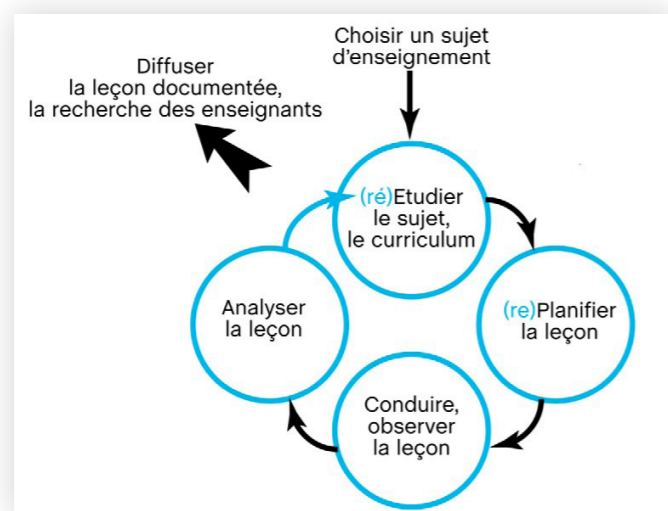 Choisir un sujet
d'enseignement
Diffuser
la leçon documentée,
la recherche des enseignants
(ré)Etudier
le sujet,
le curriculum
(re)Planifier
la leçon
Conduire,
observer
la leçon
Analyser
la leçon